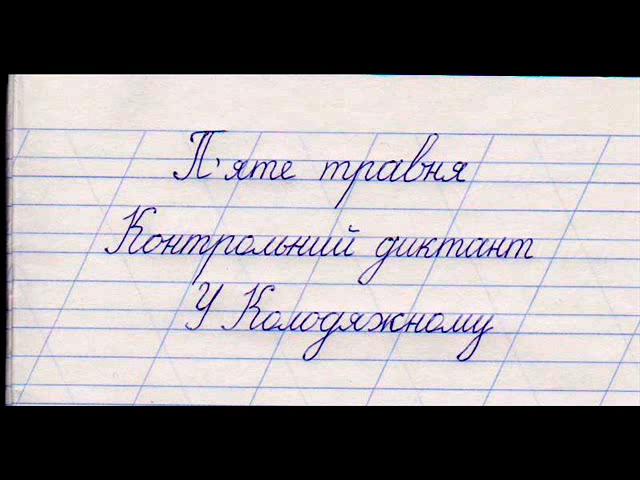 П'яте травня
Контрольний диктант
У Колодяжному